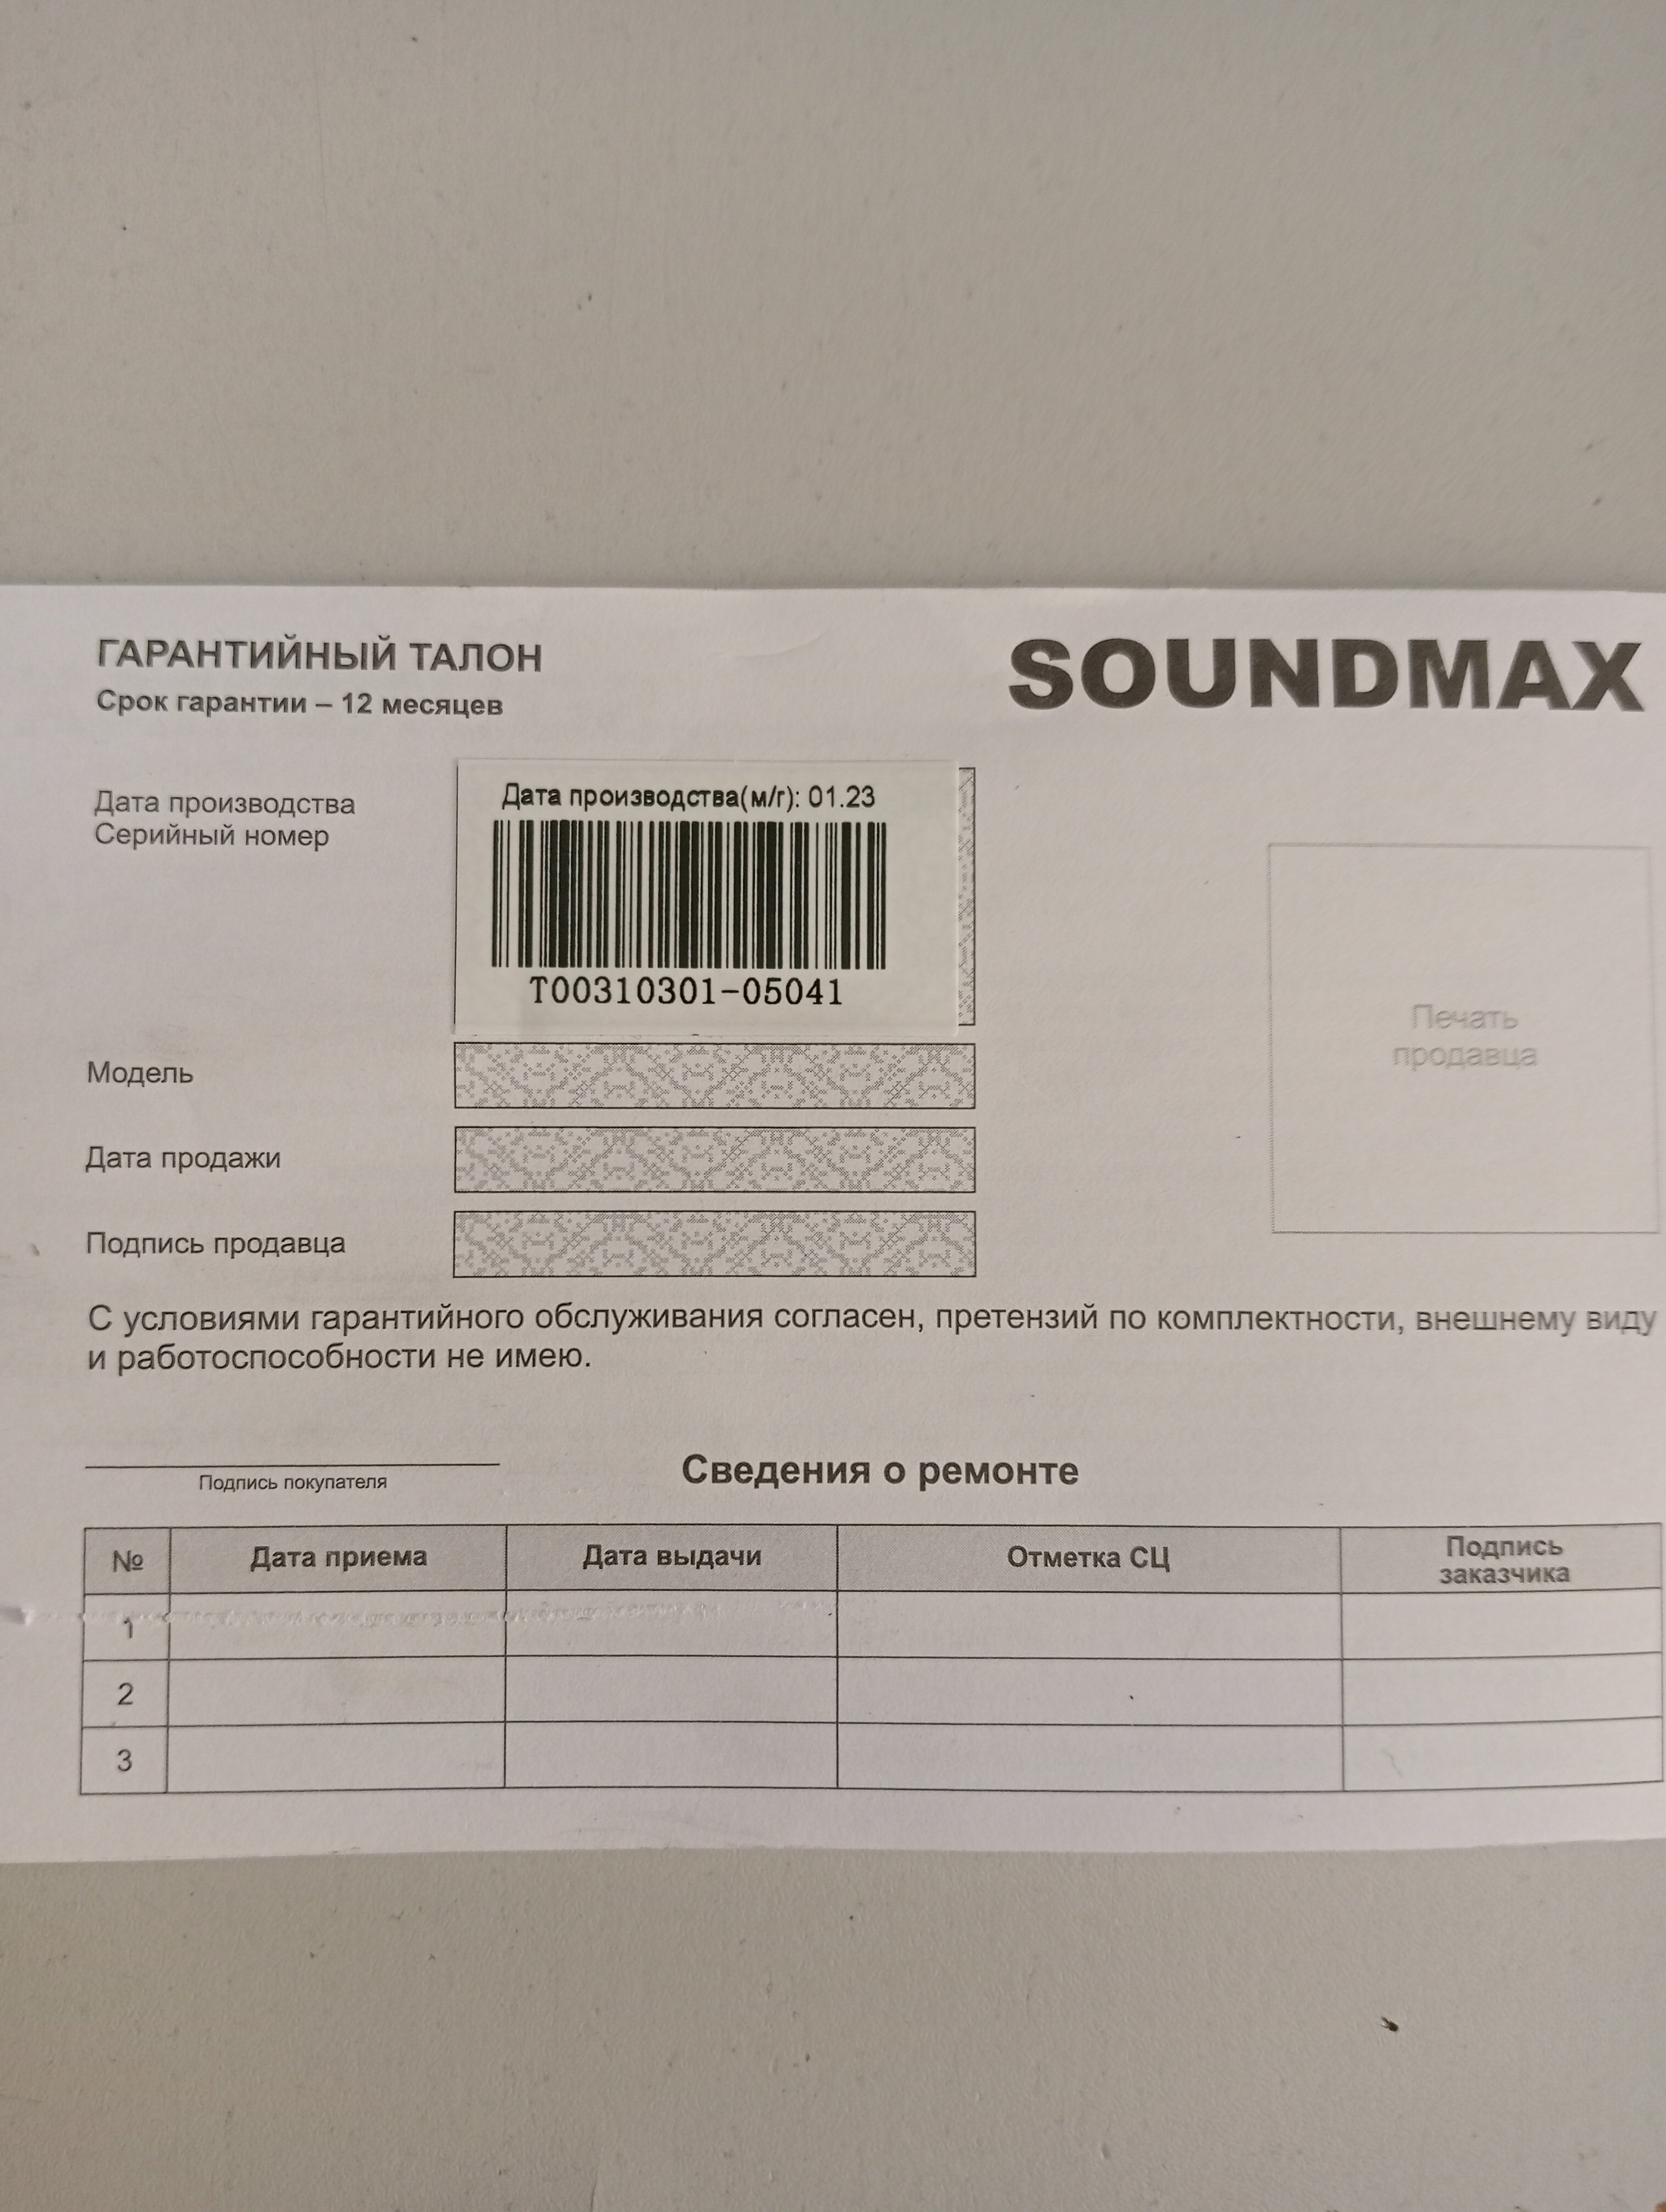 ГАРАНТИЙНЫЙ ТАЛОН
SOUNDMAX
Срок гарантии – 12 месяцев
Дата производства
Серийный номер
Дата производства(м/г): 01.23
T00310301-05041
Печать
продавца
Модель
Дата продажи
Подпись продавца
С условиями гарантийного обслуживания согласен, претензий по комплектности, внешнему виду
и работоспособности не имею.
Подпись покупателя
Сведения о ремонте
№ Дата приема Дата выдачи Отметка СЦ Подпись заказчика
1
2
3